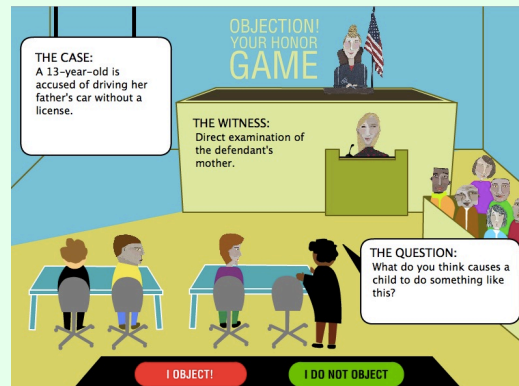 OBJECTION!
YOUR HONOR
GAME
THE CASE:
A 13-year-old is
accused of driving her
father's car without a
license.
THE WITNESS:
Direct examination of
the defendant's
mother.
THE QUESTION:
What do you think causes a
child to do something like
this?
I OBJECT!
I DO NOT OBJECT